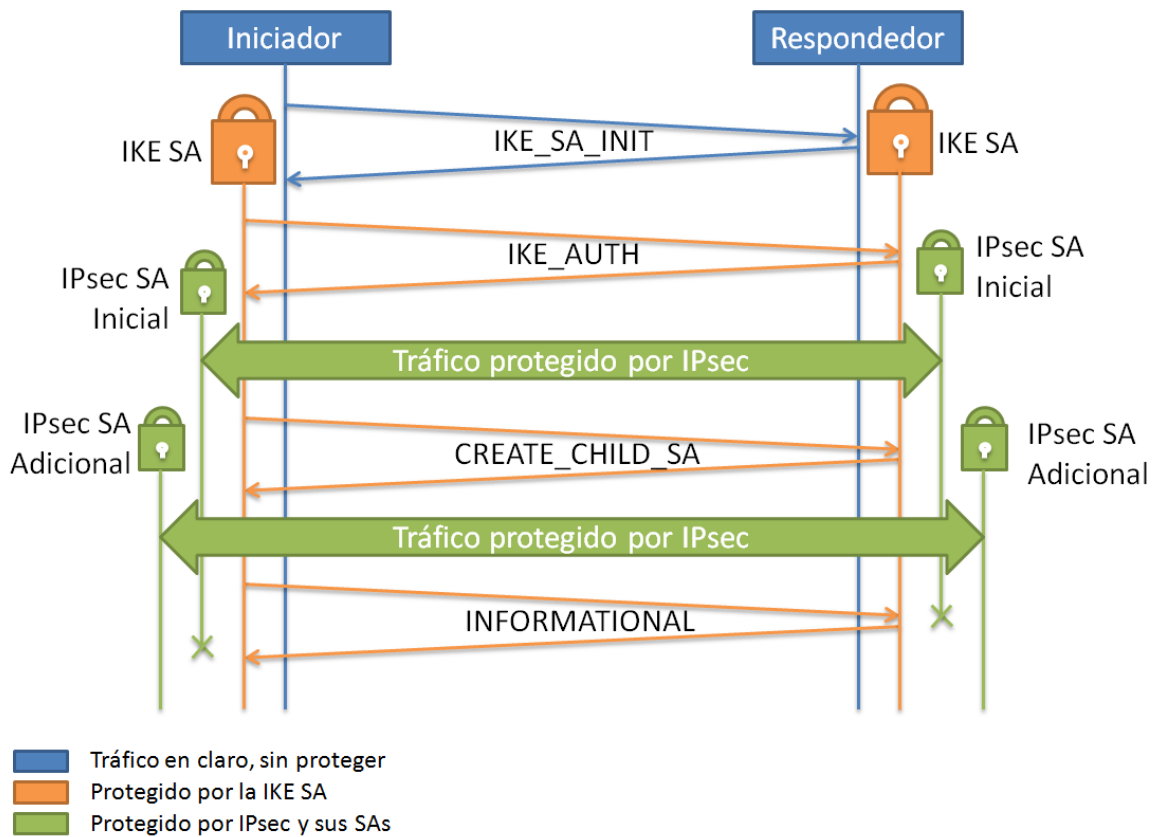 Iniciador
Respondedor
IKE SA
IKE_SA_INIT
IKE SA
IKE_AUTH
IPsec SA
Inicial
IPsec SA
Inicial
Tráfico protegido por IPsec
IPsec SA
Adicional
CREATE_CHILD_SA
IPsec SA
Adicional
Tráfico protegido por IPsec
INFORMATIONAL
Tráfico en claro, sin proteger
Protegido por la IKE SA
Protegido por IPsec y sus SAs